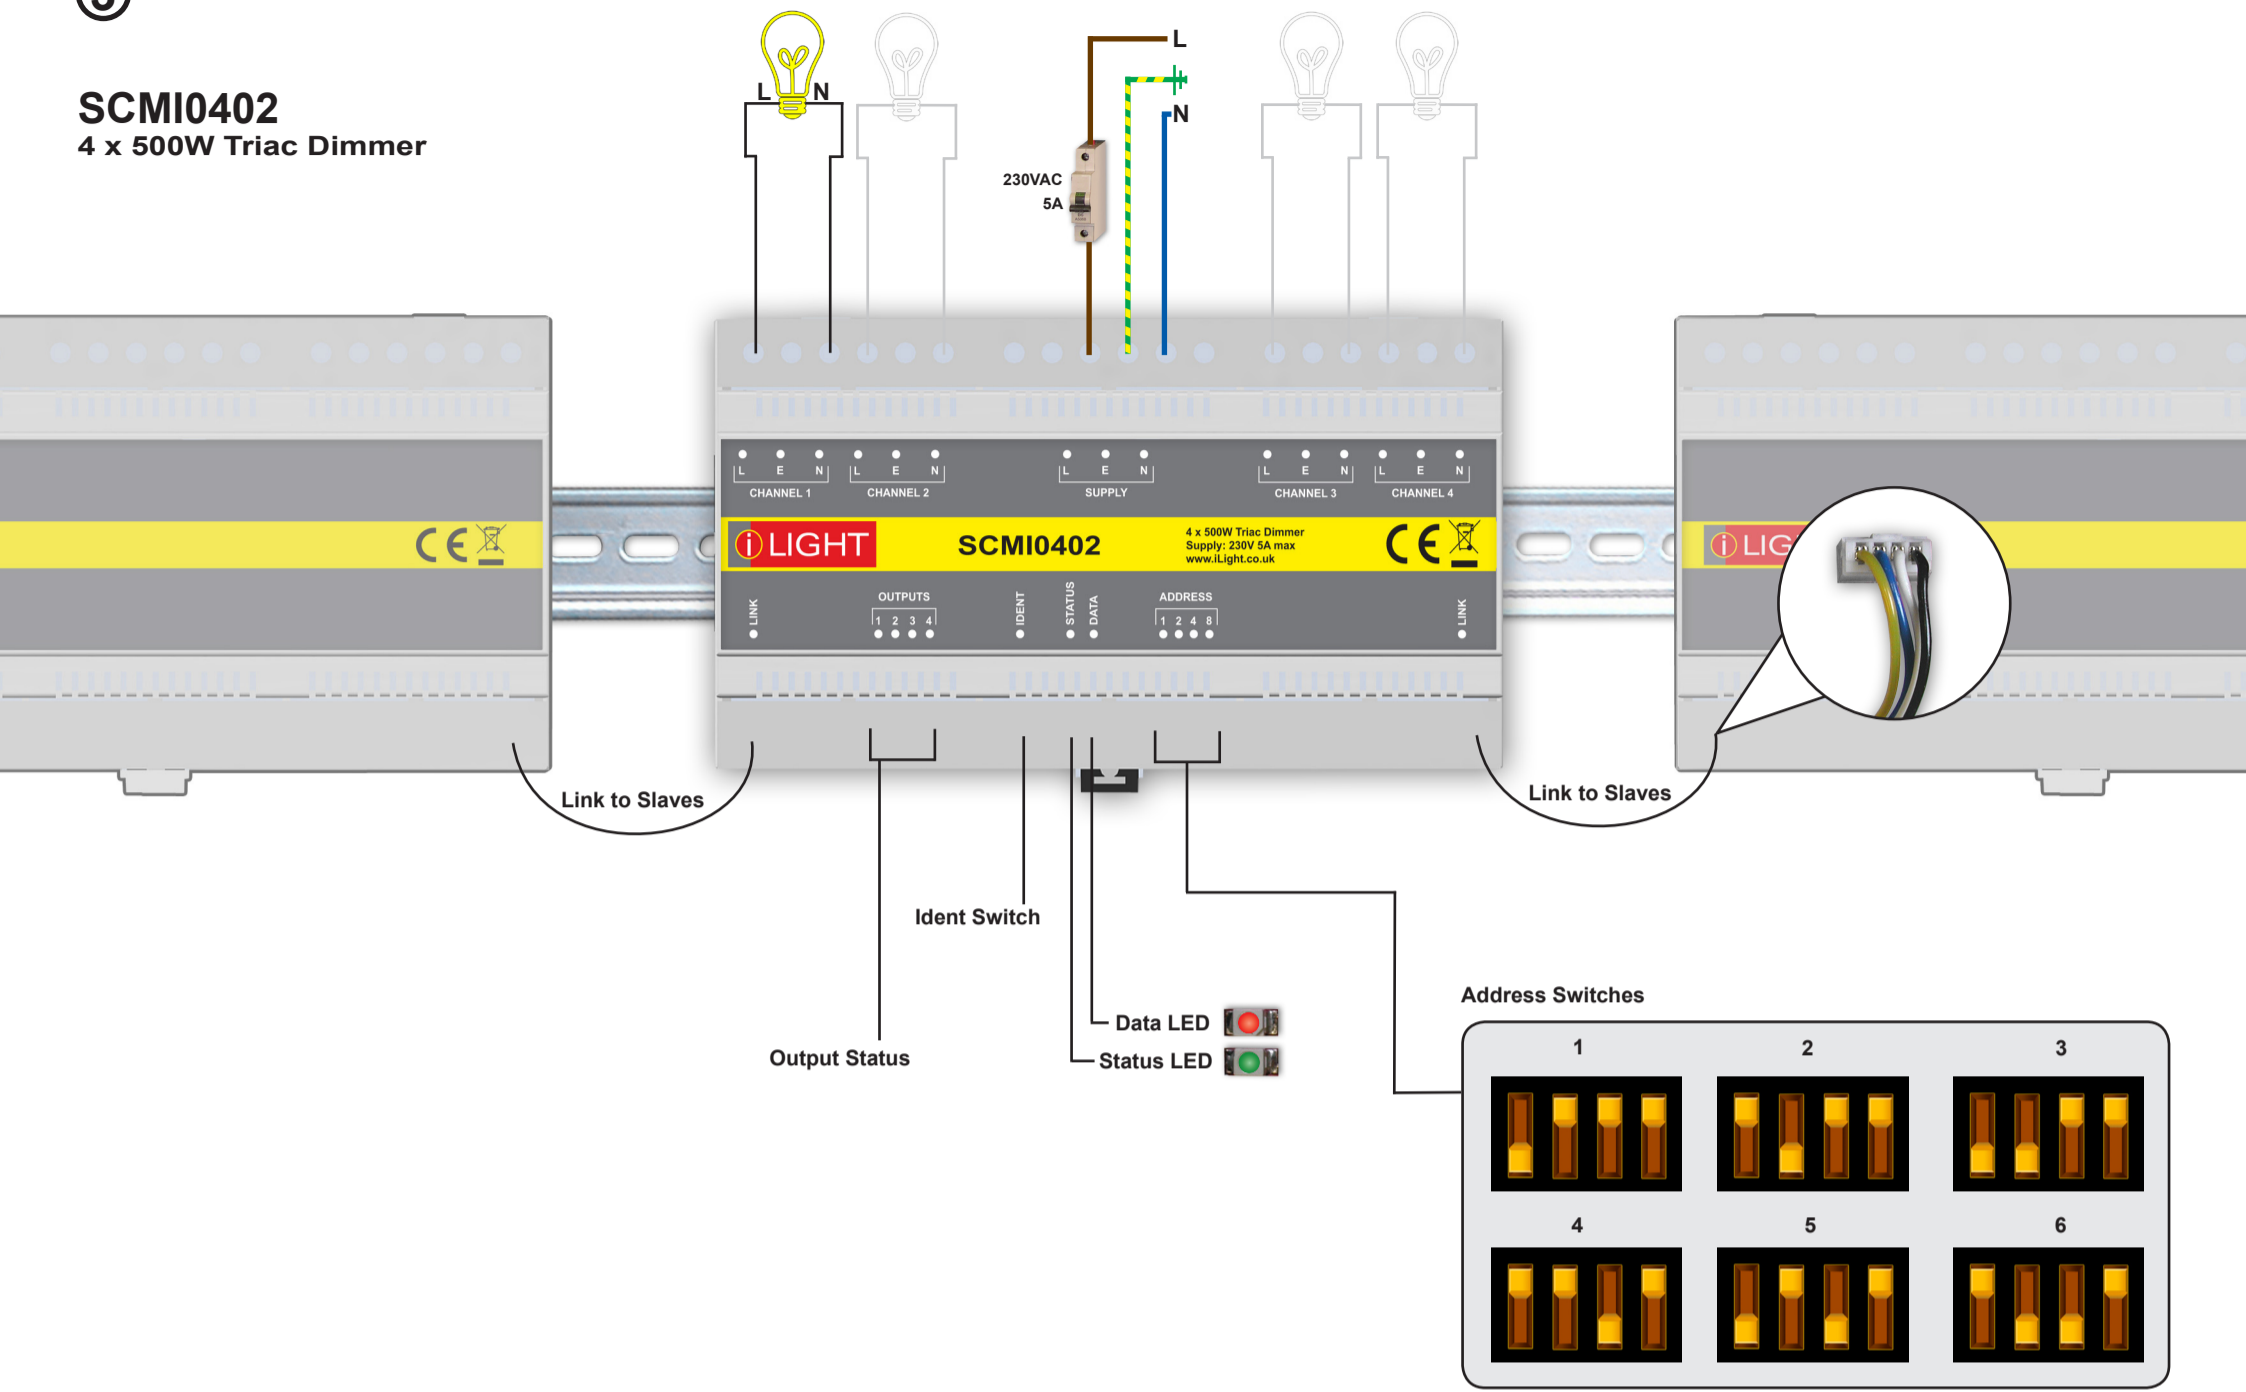 SCMI0402
4 x 500W Triac Dimmer
L N
L
N
230VAC
5A
L E N L E N L E N L E N L E N
CHANNEL 1 CHANNEL 2 SUPPLY CHANNEL 3 CHANNEL 4
i LIGHT
SCMI0402
4 x 500W Triac Dimmer
Supply: 230V 5A max
www.iLight.co.uk
CE
CE
i LIG
LINK
OUTPUTS
1 2 3 4
IDENT
STATUS
DATA
ADDRESS
1 2 4 8
LINK
Link to Slaves
Link to Slaves
Ident Switch
Output Status
Data LED
Status LED
Address Switches
1 2 3
4 5 6